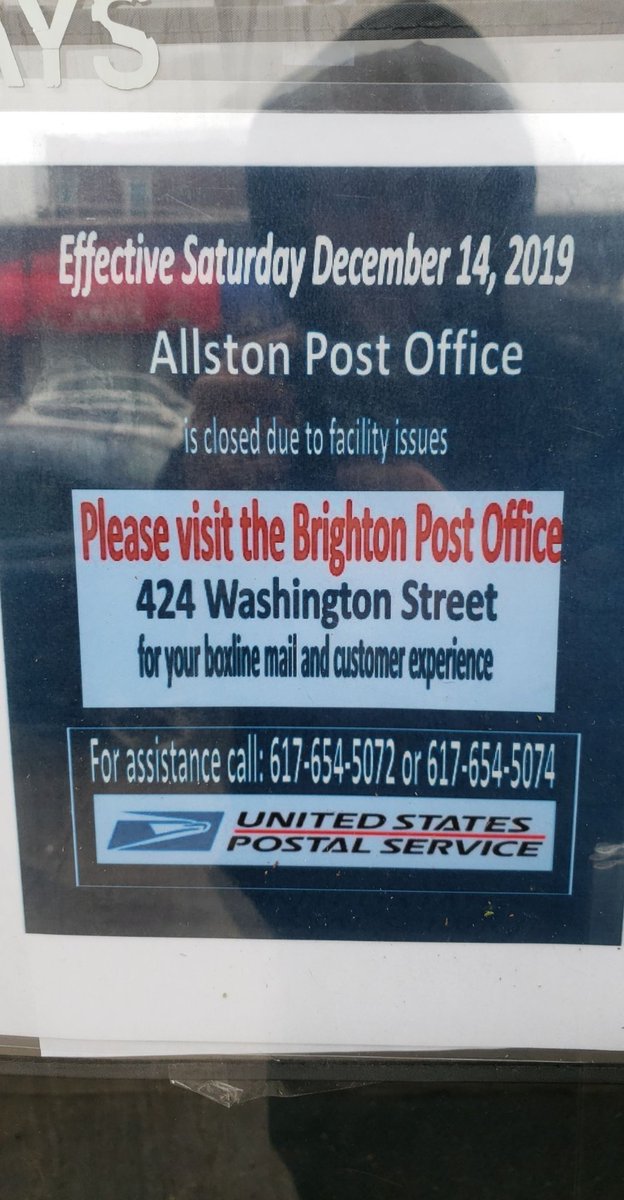 AYS
Effective Saturday December 14, 2019
Allston Post Office
is closed due to facility issues
Please visit the Brighton Post Office
424 Washington Street
for your boxline mail and customer experience
For assistance call: 617-654-5072 or 617-654-5074
UNITED STATES
POSTAL SERVICE